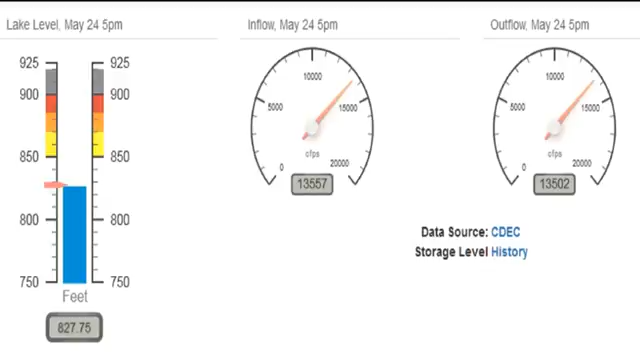 Lake Level, May 24 5pm
925 925
900 900
850 850
800 800
750 750
Feet
827.75
Inflow, May 24 5pm
0 5000 10000 15000 20000
cfps
13557
Outflow, May 24 5pm
0 5000 10000 15000 20000
cfps
13502
Data Source: CDEC
Storage Level History